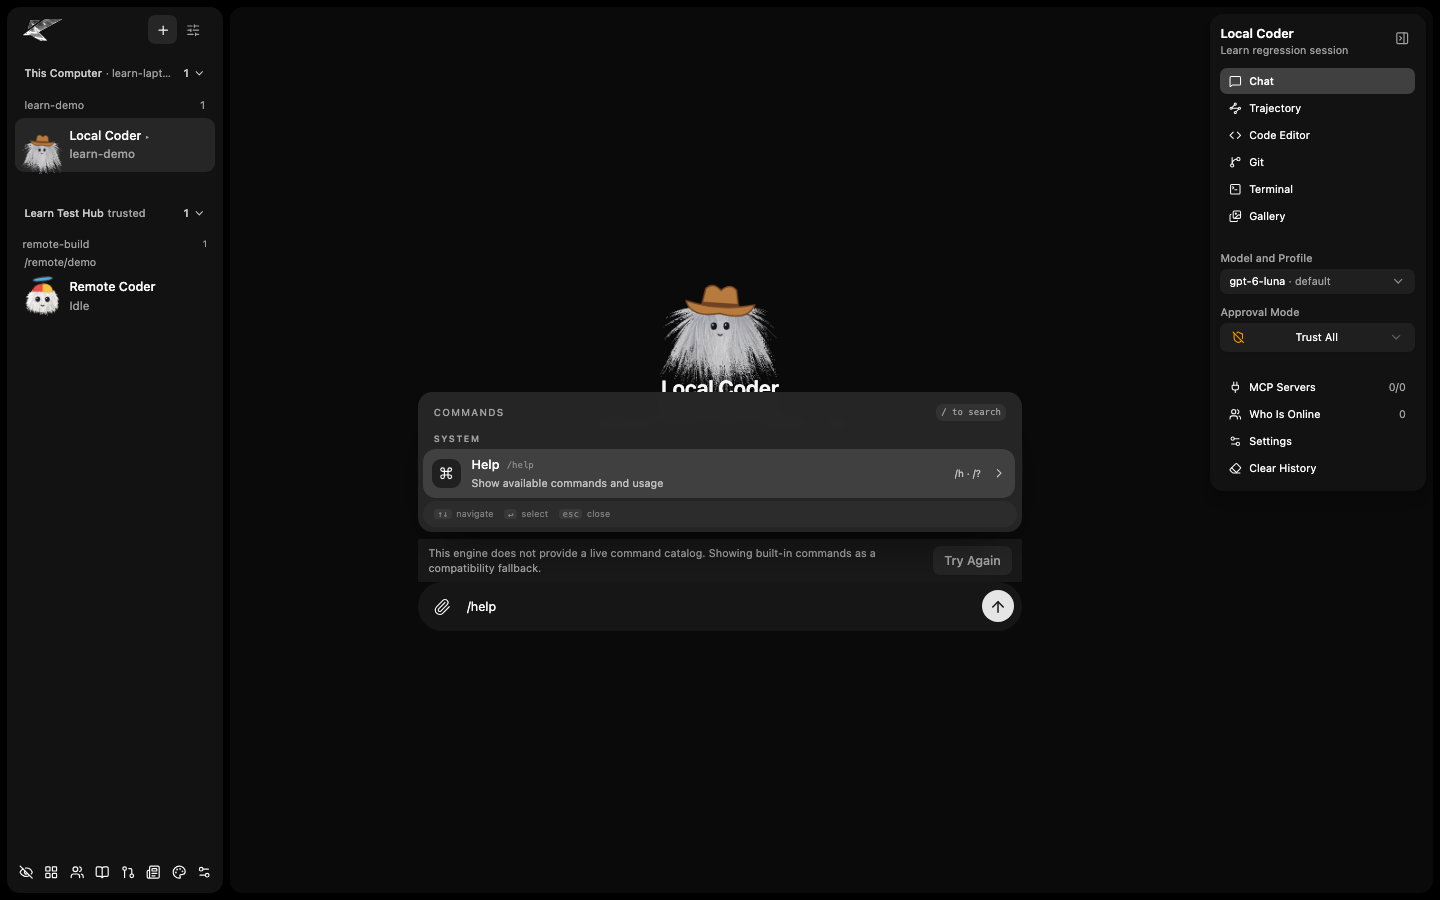 This Computer · learn-lapt... 1
learn-demo 1
Local Coder
learn-demo
Learn Test Hub trusted 1
remote-build 1
/remote/demo
Remote Coder
Idle
Local Coder
COMMANDS / to search
SYSTEM
Help /help /h · /?
Show available commands and usage
↑↓ navigate ↵ select esc close
This engine does not provide a live command catalog. Showing built-in commands as a
compatibility fallback.
Try Again
/help
Local Coder
Learn regression session
Chat
Trajectory
Code Editor
Git
Terminal
Gallery
Model and Profile
gpt-6-luna · default
Approval Mode
Trust All
MCP Servers 0/0
Who Is Online 0
Settings
Clear History